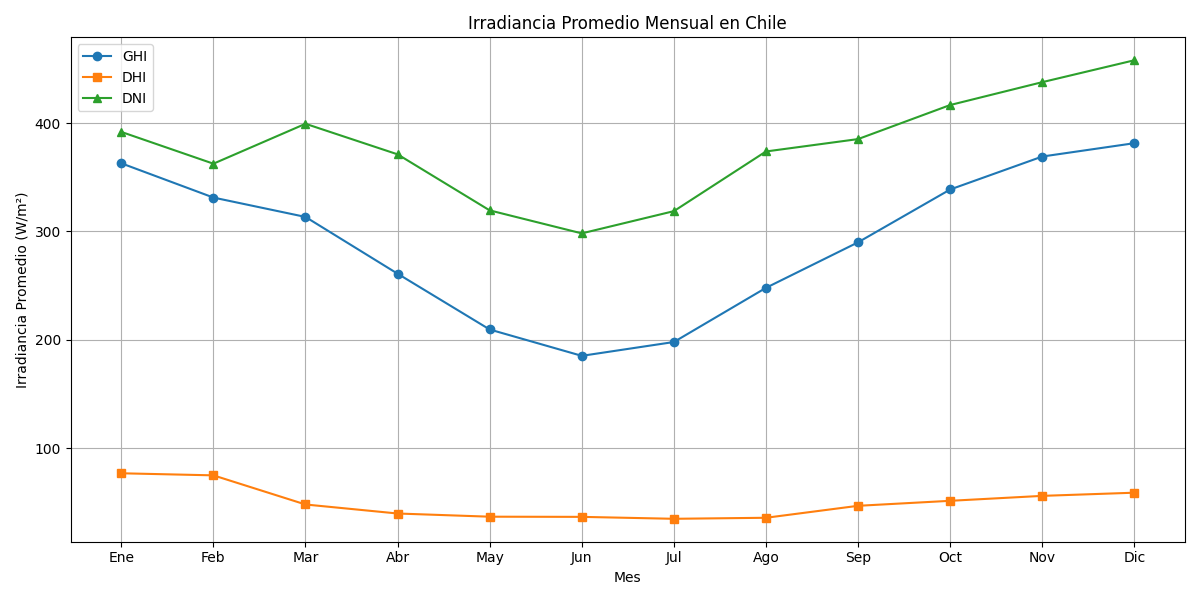 Irradiancia Promedio Mensual en Chile
GHI
DHI
DNI
Irradiancia Promedio (W/m²)
400
300
200
100
Ene
Feb
Mar
Abr
May
Jun
Jul
Ago
Sep
Oct
Nov
Dic
Mes